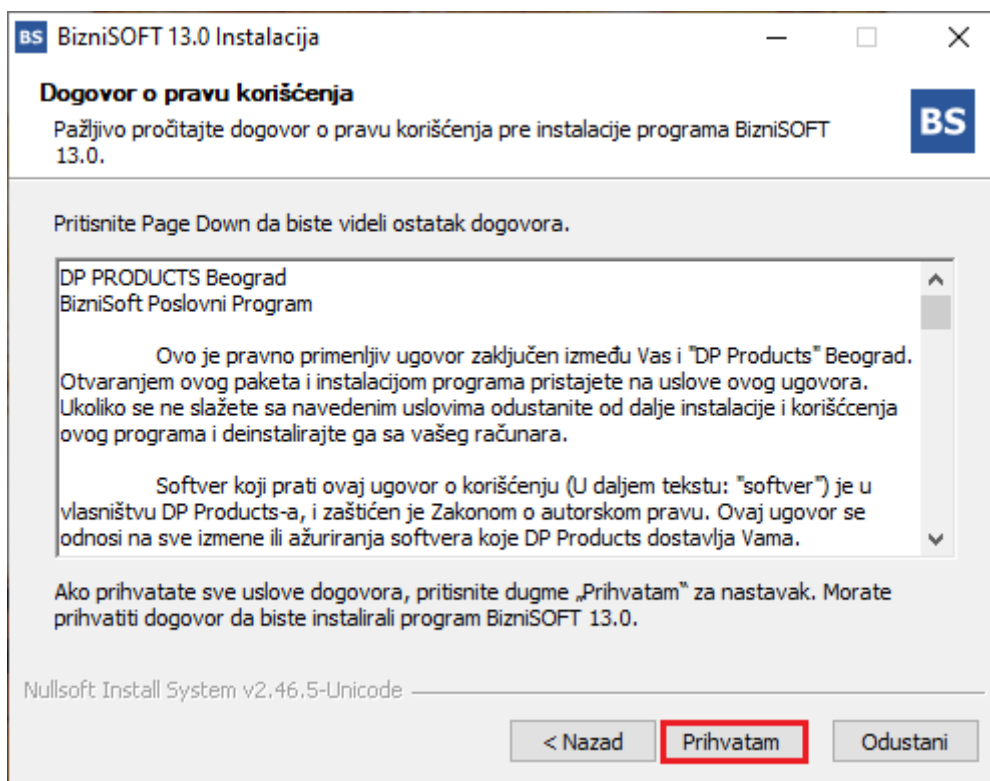 BS BizniSOFT 13.0 Instalacija
Dogovor o pravu korišćenja
Pažljivo pročitajte dogovor o pravu korišćenja pre instalacije programa BizniSOFT
13.0.
BS
Pritisnite Page Down da biste videli ostatak dogovora.
DP PRODUCTS Beograd
BizniSoft Poslovni Program
Ovo je pravno primenljiv ugovor zaključen između Vas i "DP Products" Beograd.
Otvaranjem ovog paketa i instalacijom programa pristajete na uslove ovog ugovora.
Ukoliko se ne slažete sa navedenim uslovima odustanite od dalje instalacije i korišćcenja
ovog programa i deinstalirajte ga sa vašeg računara.
Softver koji prati ovaj ugovor o korišćenju (U daljem tekstu: "softver") je u
vlasništvu DP Products-a, i zaštićen je Zakonom o autorskom pravu. Ovaj ugovor se
odnosi na sve izmene ili ažuriranja softvera koje DP Products dostavlja Vama.
Ako prihvatate sve uslove dogovora, pritisnite dugme „Prihvatam“ za nastavak. Morate
prihvatiti dogovor da biste instalirali program BizniSOFT 13.0.
Nullsoft Install System v2.46.5-Unicode
< Nazad Prihvatam Odustani